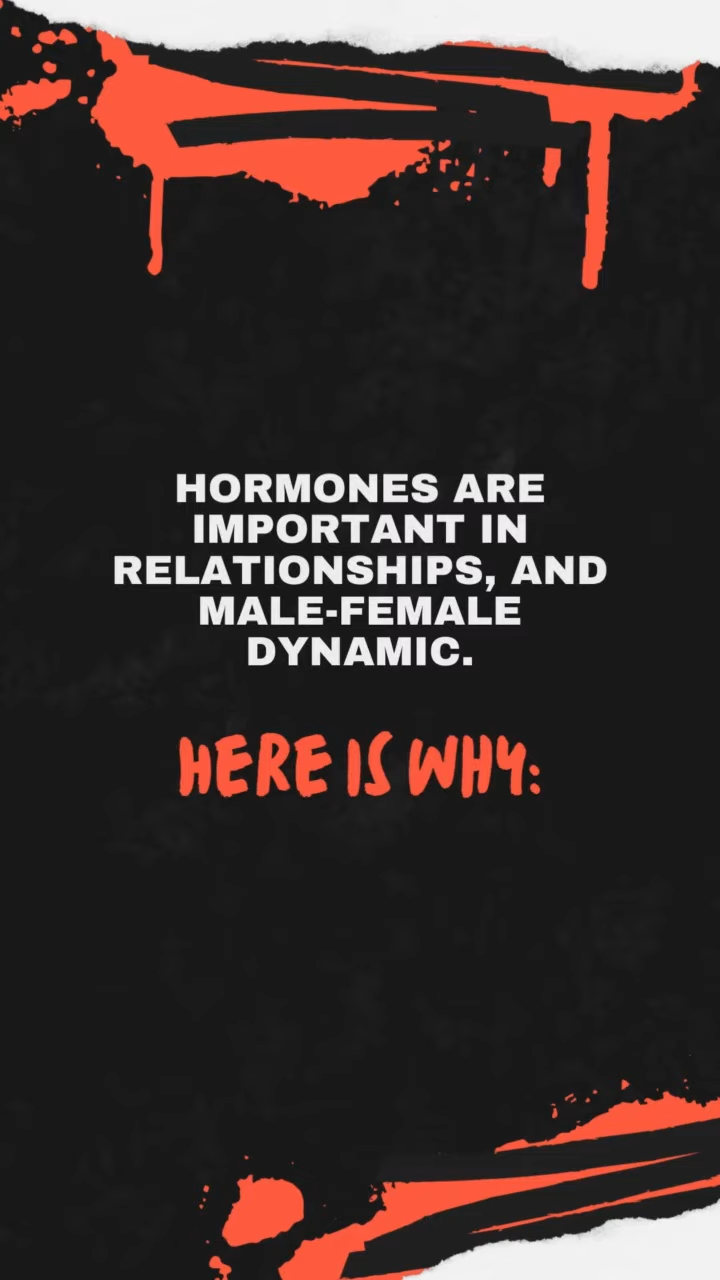 HORMONES ARE
IMPORTANT IN
RELATIONSHIPS, AND
MALE-FEMALE
DYNAMIC.
HERE IS WHY: